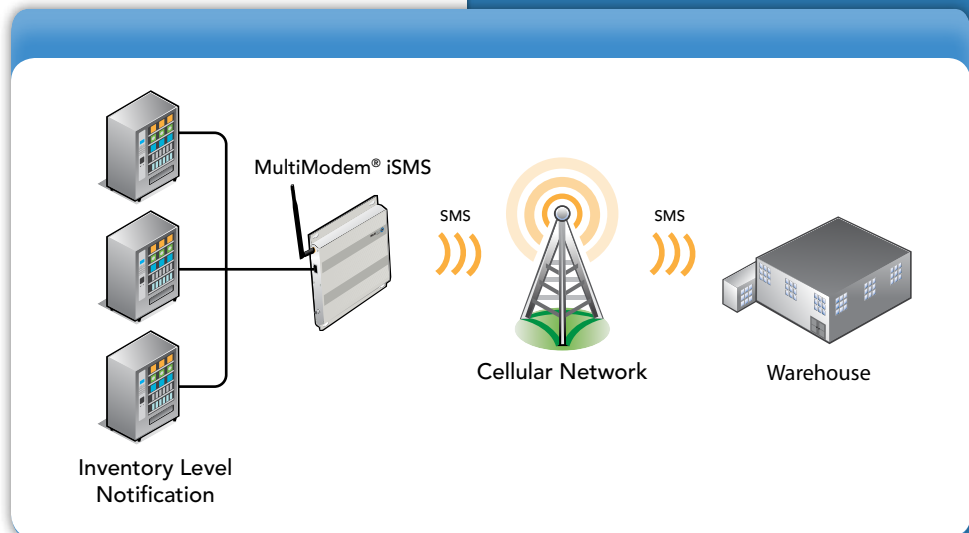 MultiModem® iSMS
SMS
SMS
Cellular Network
Warehouse
Inventory Level
Notification